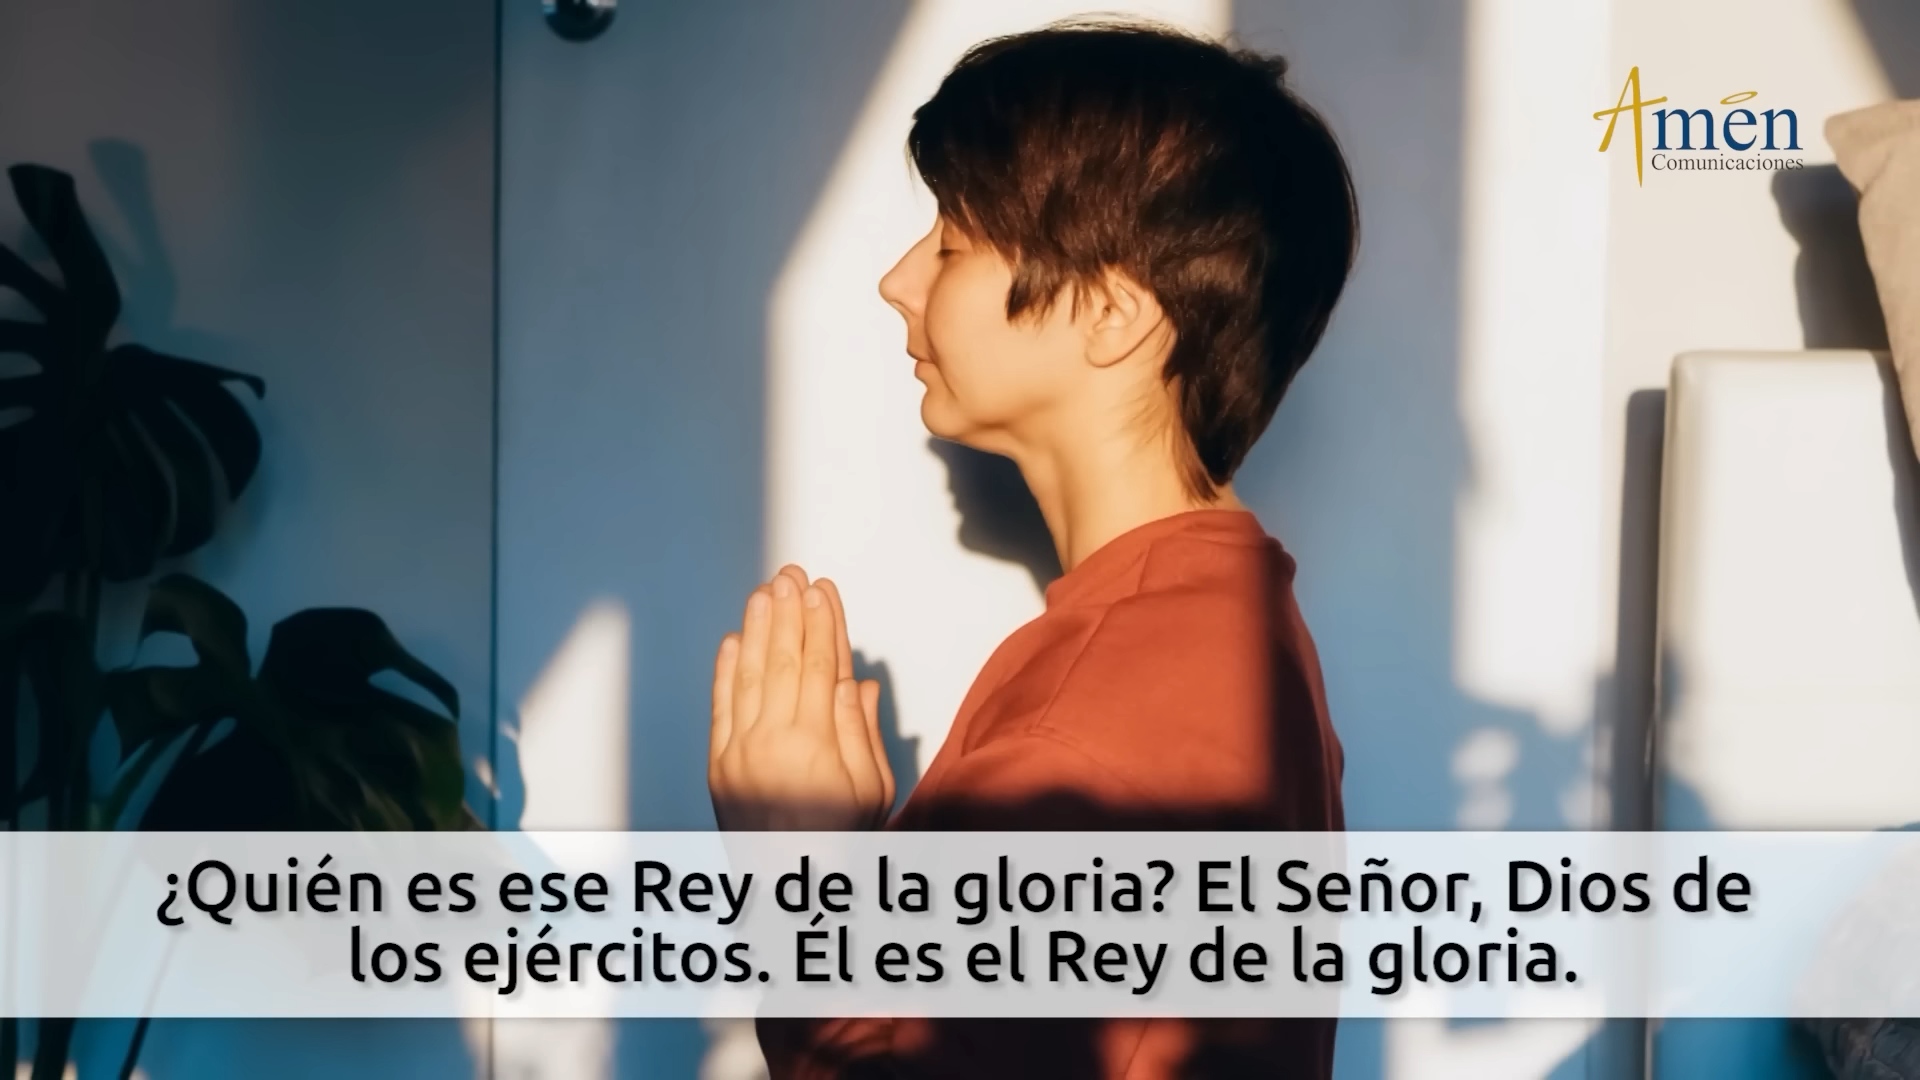 Amén
Comunicaciones
¿Quién es ese Rey de la gloria? El Señor, Dios de
los ejércitos. Él es el Rey de la gloria.